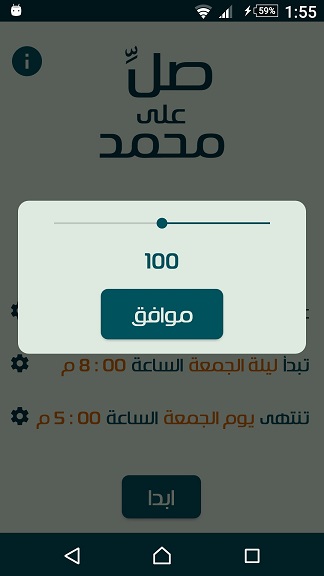 59% 1:55
صلِّ
على
محمد
100
موافق
تبدأ ليلة الجمعة الساعة 00 : 8 م
تنتهى يوم الجمعة الساعة 00 : 5 م
ابدا